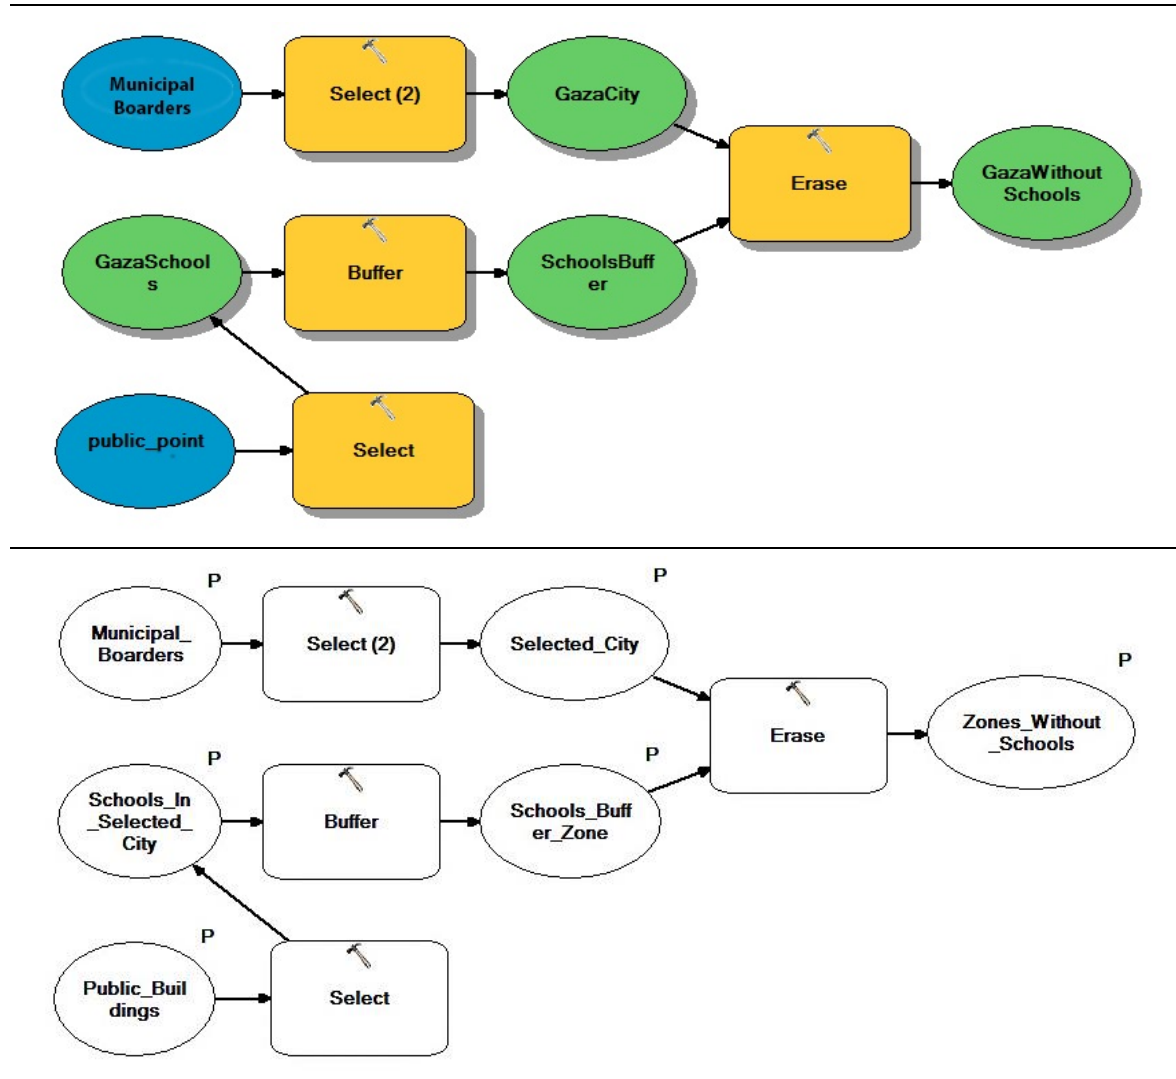 Municipal
Boarders
Select (2)
GazaCity
Erase
GazaWithout
Schools
GazaSchool
s
Buffer
SchoolsBuff
er
public_point
Select
P
Municipal_
Boarders
Select (2)
P
Selected_City
Erase
P
Zones_Without
_Schools
P
Schools_In
_Selected_
City
Buffer
P
Schools_Buff
er_Zone
P
Public_Buil
dings
Select